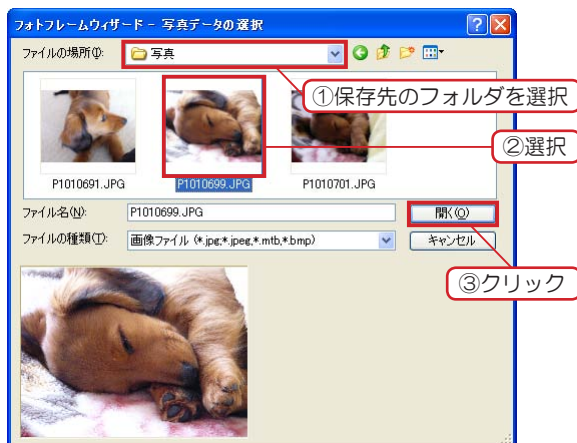 フォトフレームウィザード - 写真データの選択
ファイルの場所(I):
写真
①保存先のフォルダを選択
②選択
P1010691.JPG
P1010699.JPG
P1010701.JPG
ファイル名(N):
P1010699.JPG
開く(O)
ファイルの種類(T):
画像ファイル (*.jpg;*.jpeg;*.mtb;*.bmp)
キャンセル
③クリック